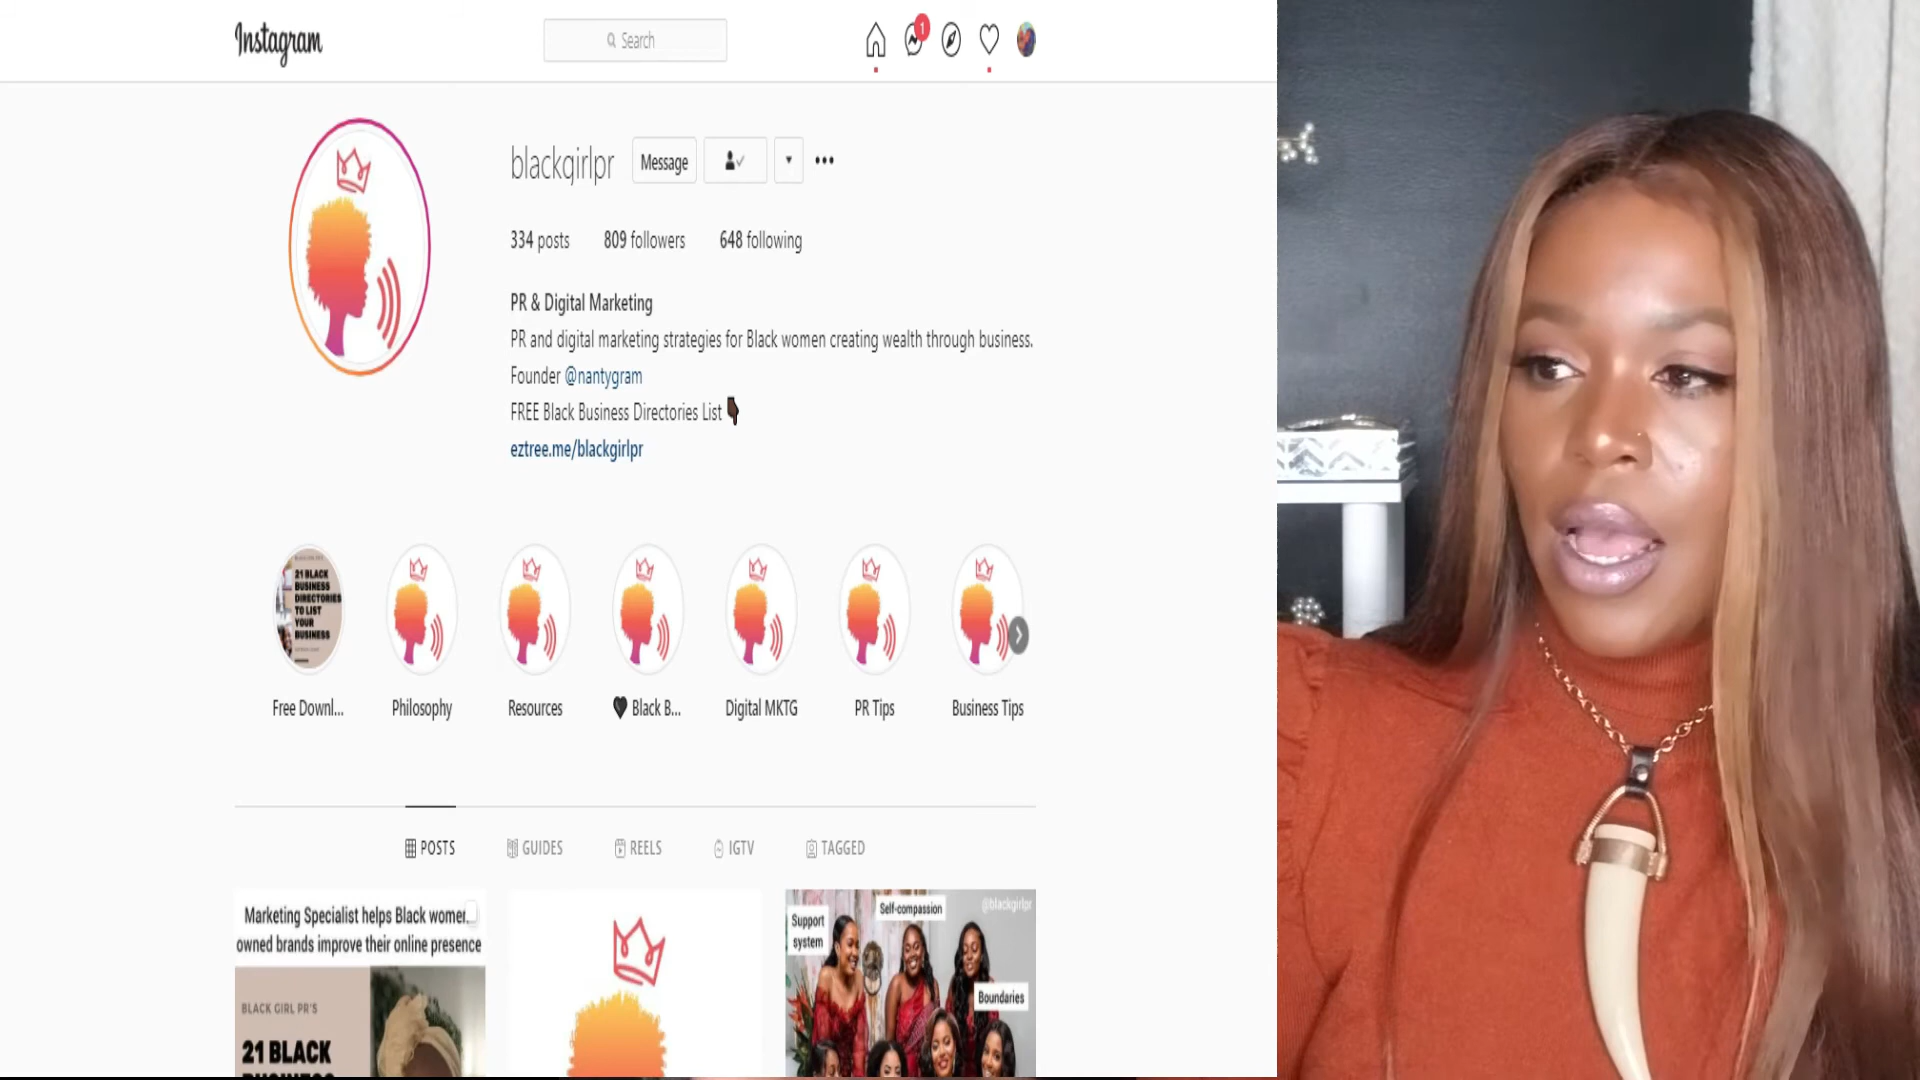 Instagram
Search
1
blackgirlpr
Message
334 posts 809 followers 648 following
PR & Digital Marketing
PR and digital marketing strategies for Black women creating wealth through business.
Founder @nantygram
FREE Black Business Directories List
eztree.me/blackgirlpr
21 BLACK
BUSINESS
DIRECTORIES
TO LIST
YOUR
BUSINESS
Free Downl...
Philosophy
Resources
🖤 Black B...
Digital MKTG
PR Tips
Business Tips
POSTS
GUIDES
REELS
IGTV
TAGGED
Marketing Specialist helps Black women
owned brands improve their online presence
BLACK GIRL PR'S
21 BLACK
Support
system
Self-compassion
@blackgirlpr
Boundaries